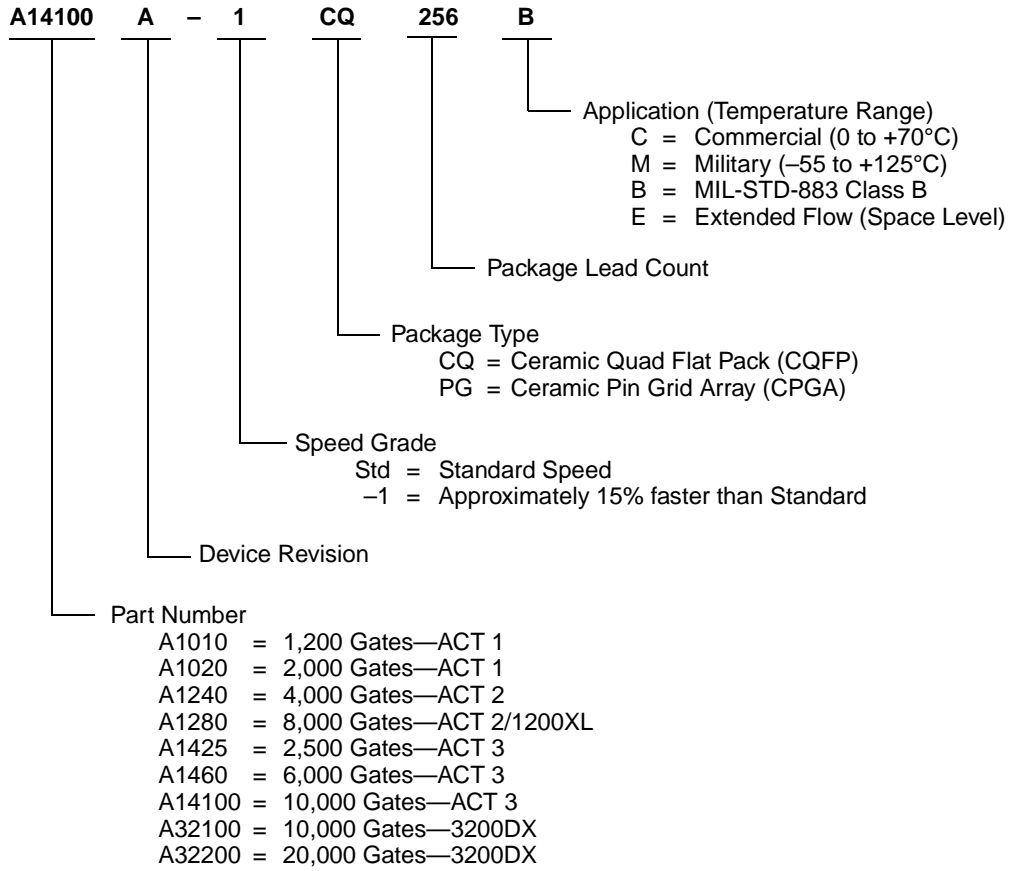 A14100 A – 1 CQ 256 B
Application (Temperature Range)
C = Commercial (0 to +70°C)
M = Military (–55 to +125°C)
B = MIL-STD-883 Class B
E = Extended Flow (Space Level)
Package Lead Count
Package Type
CQ = Ceramic Quad Flat Pack (CQFP)
PG = Ceramic Pin Grid Array (CPGA)
Speed Grade
Std = Standard Speed
–1 = Approximately 15% faster than Standard
Device Revision
Part Number
A1010 = 1,200 Gates—ACT 1
A1020 = 2,000 Gates—ACT 1
A1240 = 4,000 Gates—ACT 2
A1280 = 8,000 Gates—ACT 2/1200XL
A1425 = 2,500 Gates—ACT 3
A1460 = 6,000 Gates—ACT 3
A14100 = 10,000 Gates—ACT 3
A32100 = 10,000 Gates—3200DX
A32200 = 20,000 Gates—3200DX